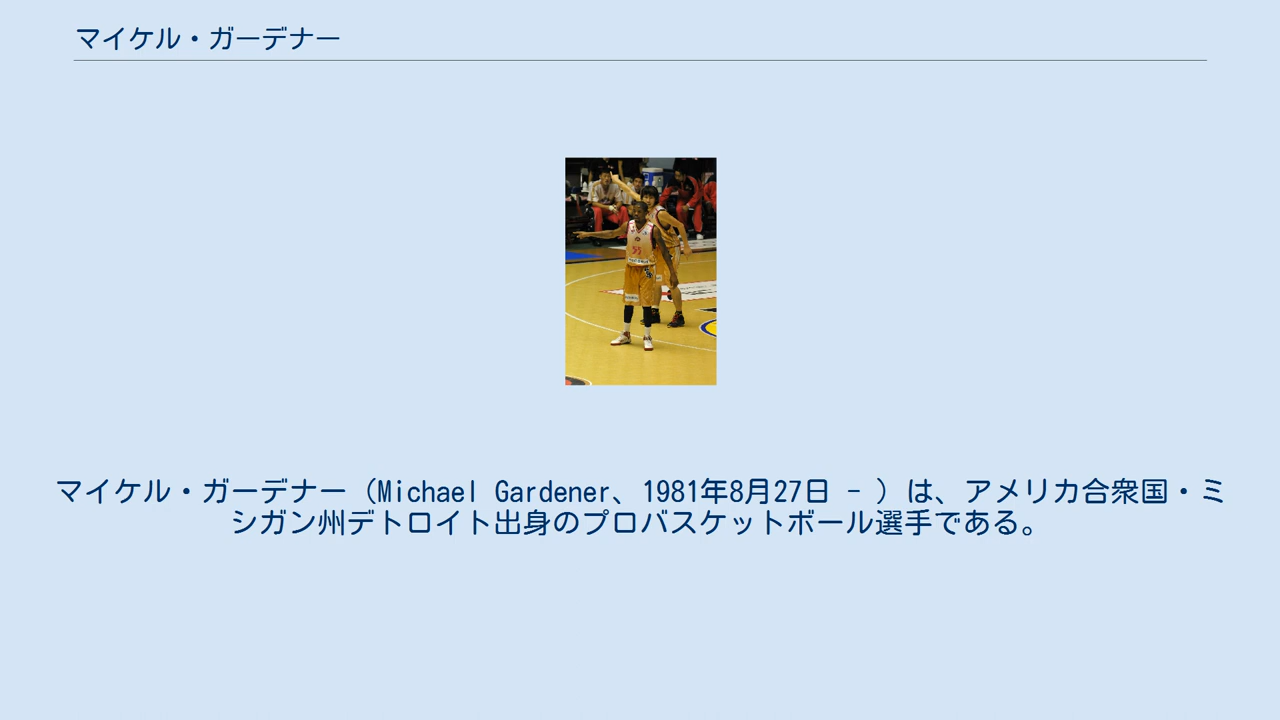 マイケル・ガーデナー
マイケル・ガーデナー（Michael Gardener、1981年8月27日 - ）は、アメリカ合衆国・ミ
シガン州デトロイト出身のプロバスケットボール選手である。